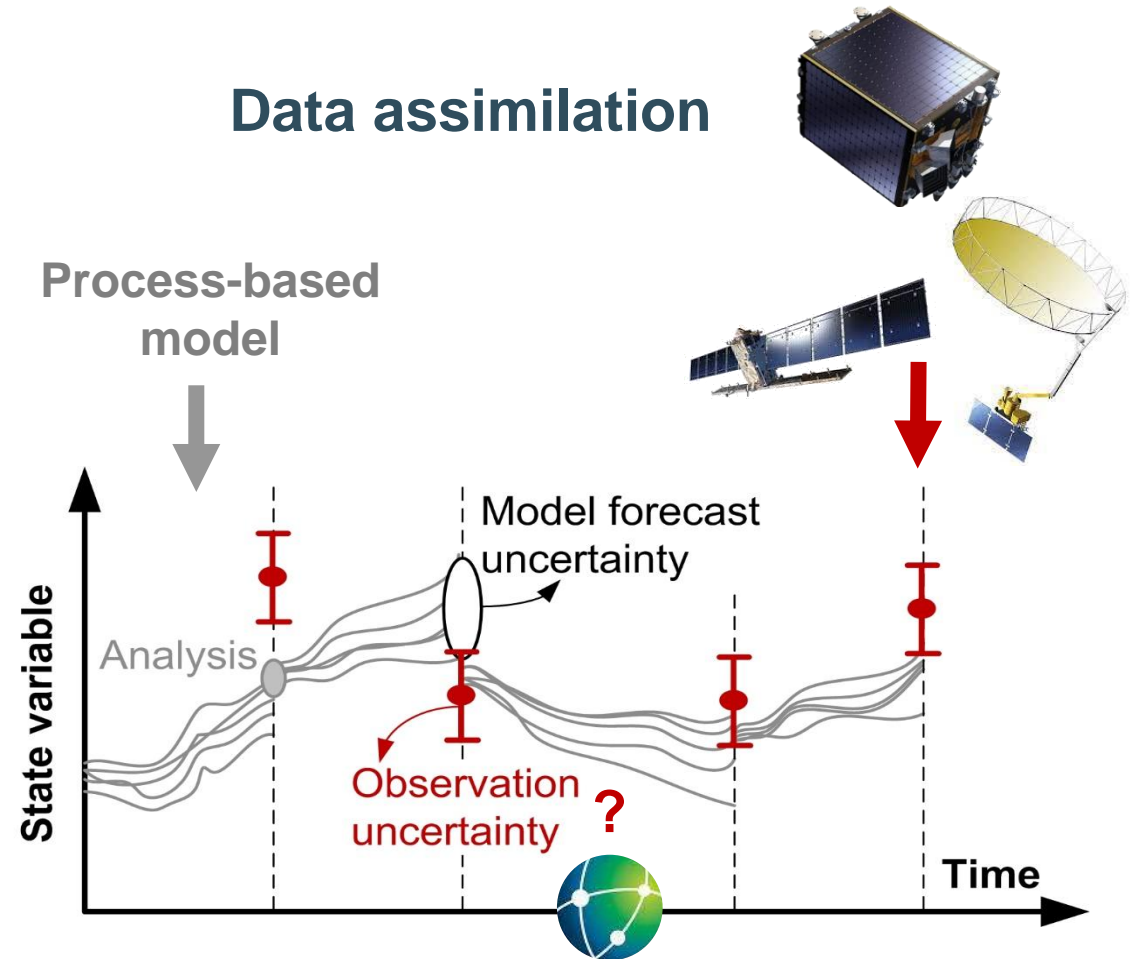 Data assimilation
Process-based
model
Model forecast
uncertainty
Analysis
State variable
Observation
uncertainty
?
Time